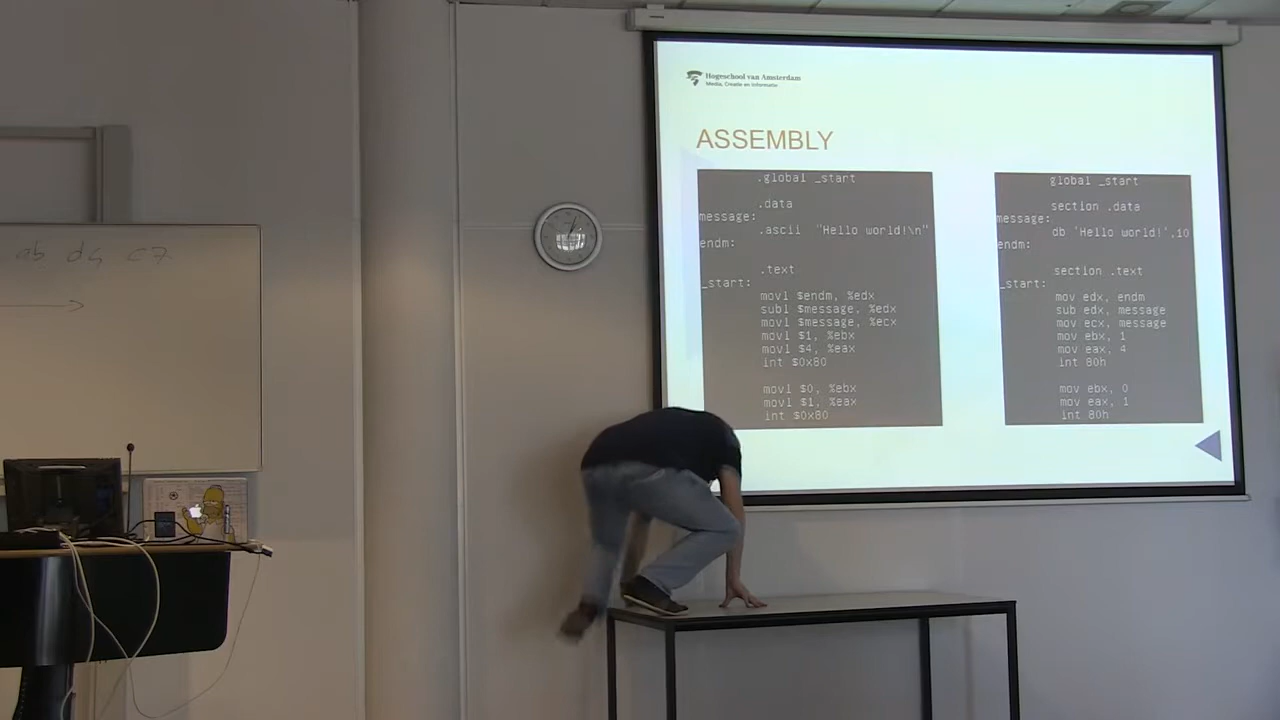 Hogeschool van Amsterdam
Media, Creatie en Informatie
ASSEMBLY
.global _start
.data
message:
.ascii "Hello world!\n"
endm:
.text
_start:
movl $endm, %edx
subl $message, %edx
movl $message, %ecx
movl $1, %ebx
movl $4, %eax
int $0x80
movl $0, %ebx
movl $1, %eax
int $0x80
global _start
section .data
message:
db 'Hello world!',10
endm:
section .text
_start:
mov edx, endm
sub edx, message
mov ecx, message
mov ebx, 1
mov eax, 4
int 80h
mov ebx, 0
mov eax, 1
int 80h
ab d4 c7